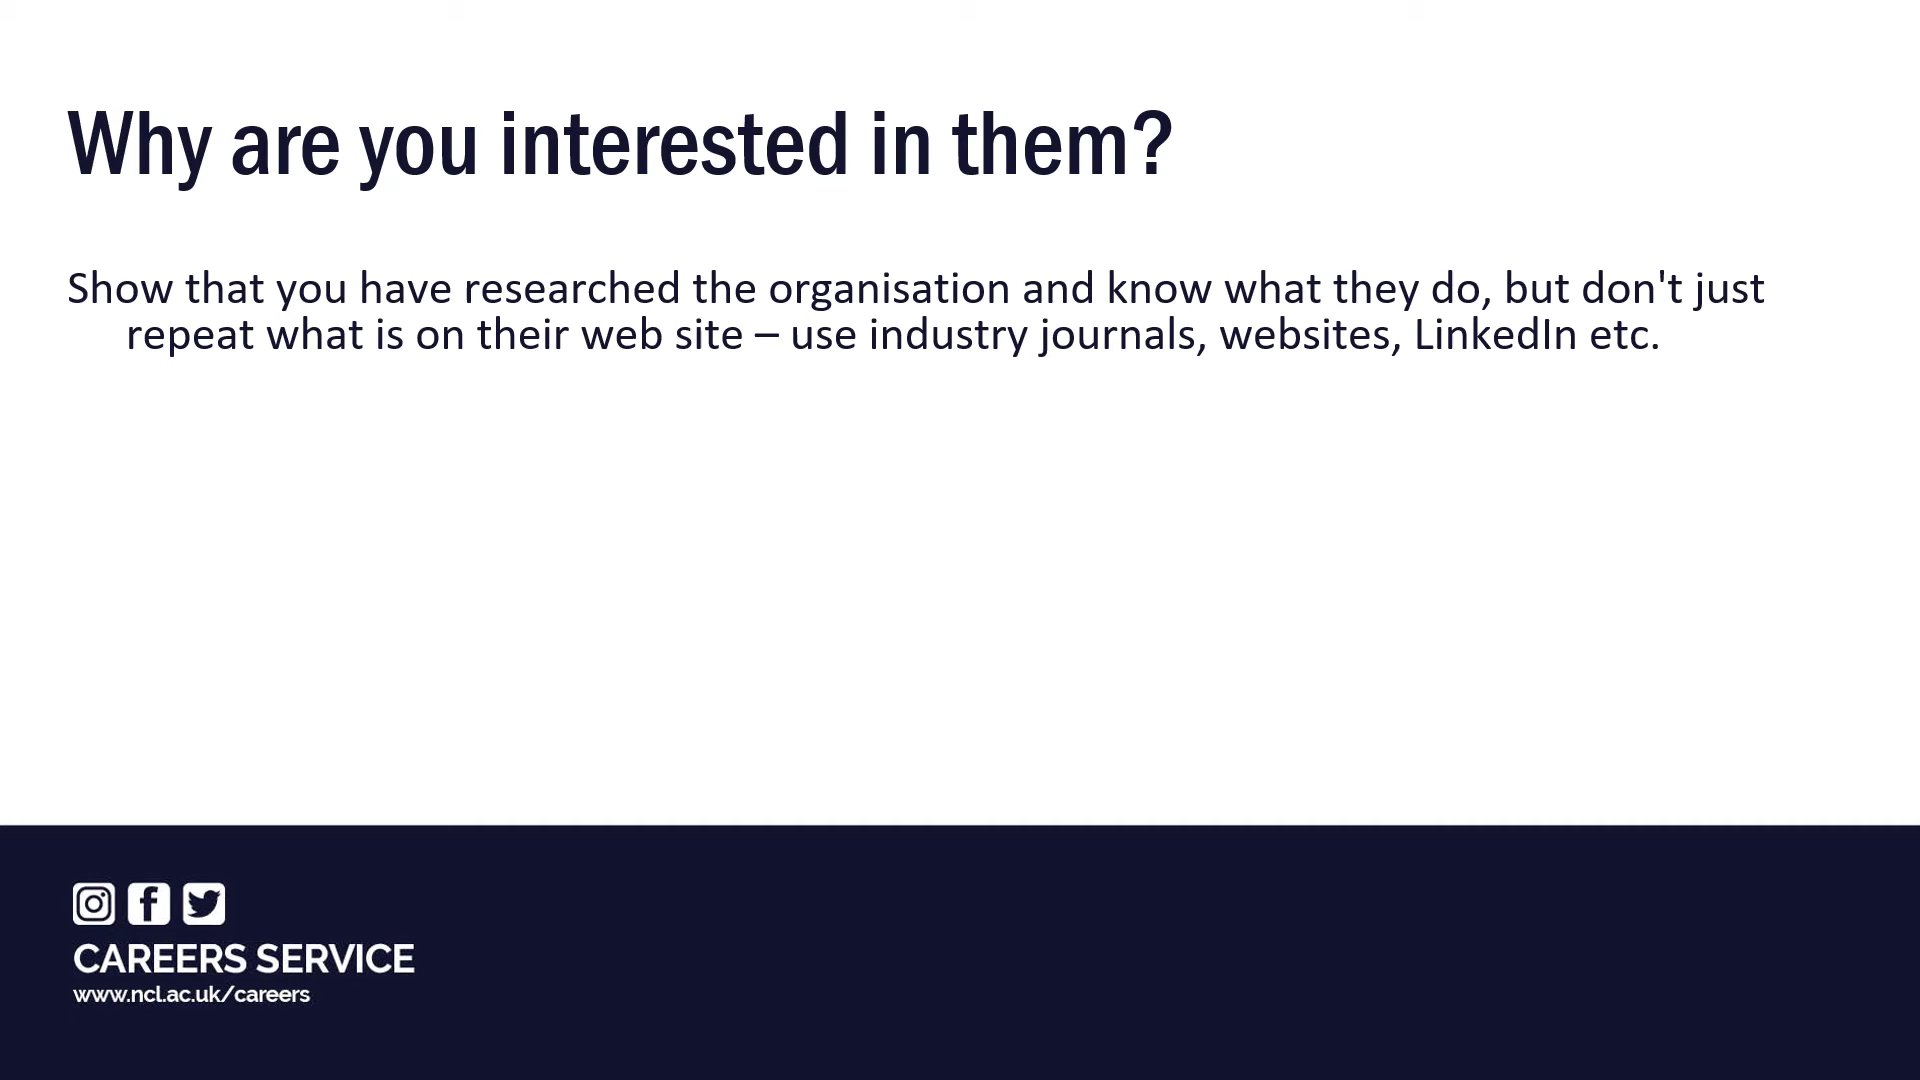 Why are you interested in them?
Show that you have researched the organisation and know what they do, but don't just
repeat what is on their web site – use industry journals, websites, LinkedIn etc.
CAREERS SERVICE
www.ncl.ac.uk/careers